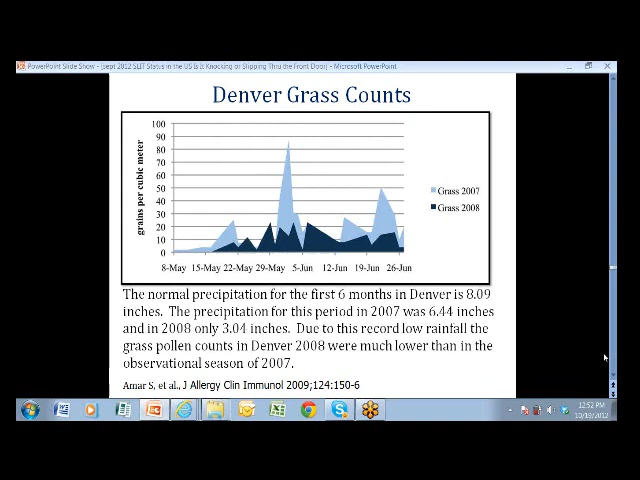 PowerPoint Slide Show - [sept 2012 SLIT Status in the US Is It Knocking or Slipping Thru the Front Door] - Microsoft PowerPoint
Denver Grass Counts
grains per cubic meter
100
90
80
70
60
50
40
30
20
10
0
8-May 15-May 22-May 29-May 5-Jun 12-Jun 19-Jun 26-Jun
Grass 2007
Grass 2008
The normal precipitation for the first 6 months in Denver is 8.09
inches. The precipitation for this period in 2007 was 6.44 inches
and in 2008 only 3.04 inches. Due to this record low rainfall the
grass pollen counts in Denver 2008 were much lower than in the
observational season of 2007.
Amar S, et al., J Allergy Clin Immunol 2009;124:150-6
12:52 PM
10/19/2012